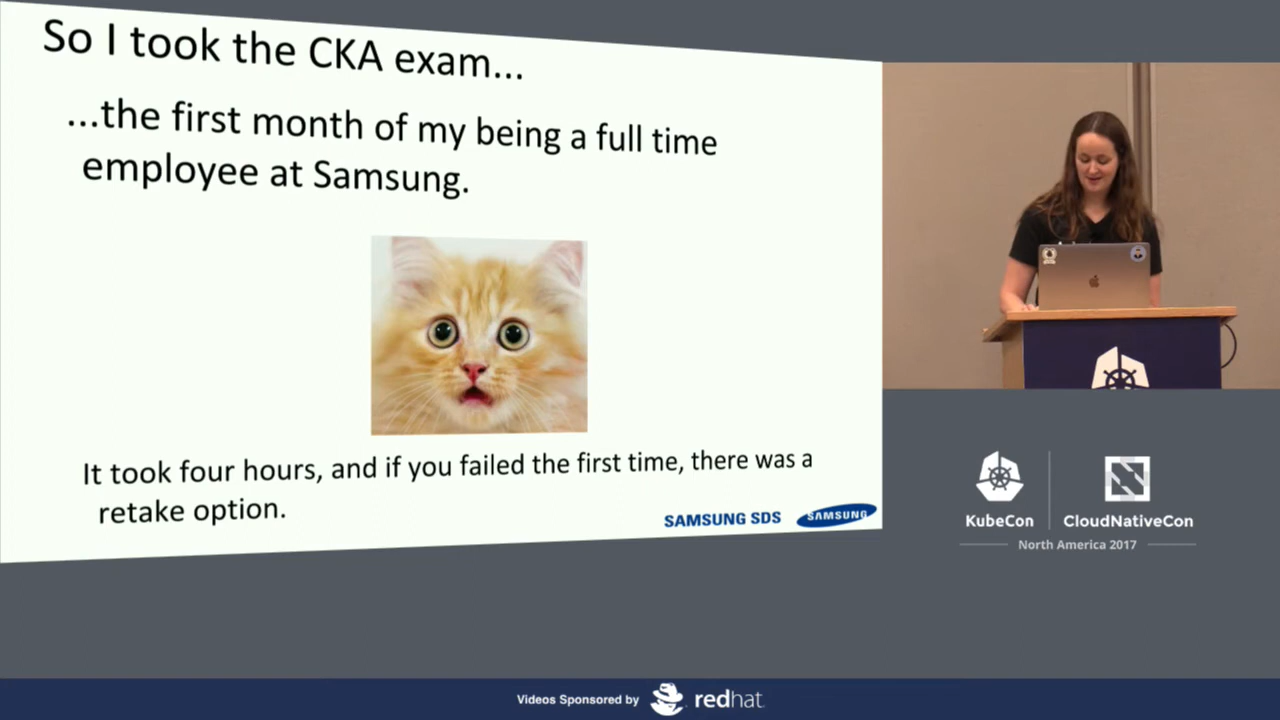 So I took the CKA exam...
...the first month of my being a full time
employee at Samsung.
It took four hours, and if you failed the first time, there was a
retake option.
SAMSUNG SDS
SAMSUNG
KubeCon
CloudNativeCon
North America 2017
Videos Sponsored by
redhat.